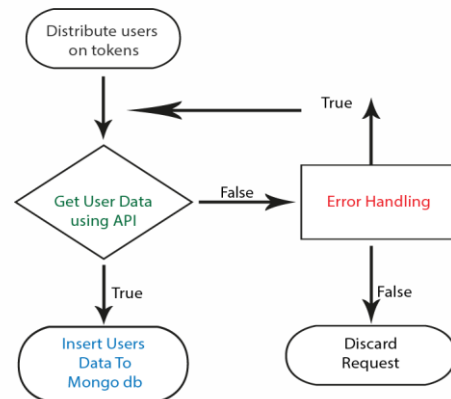 Distribute users
on tokens
True
Get User Data
using API
False
Error Handling
True
False
Insert Users
Data To
Mongo db
Discard
Request